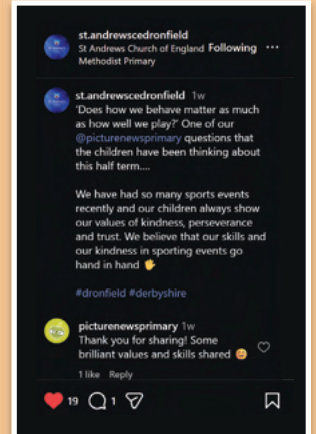 st.andrewscedronfield
St Andrews Church of England Following ...
Methodist Primary
st.andrewscedronfield 1w
'Does how we behave matter as much
as how well we play?' One of our
@picturenewsprimary questions that
the children have been thinking about
this half term....
We have had so many sports events
recently and our children always show
our values of kindness, perseverance
and trust. We believe that our skills and
our kindness in sporting events go
hand in hand 🖐
#dronfield #derbyshire
picturenewsprimary 1w
Thank you for sharing! Some
brilliant values and skills shared 😊
1 like Reply
19 1